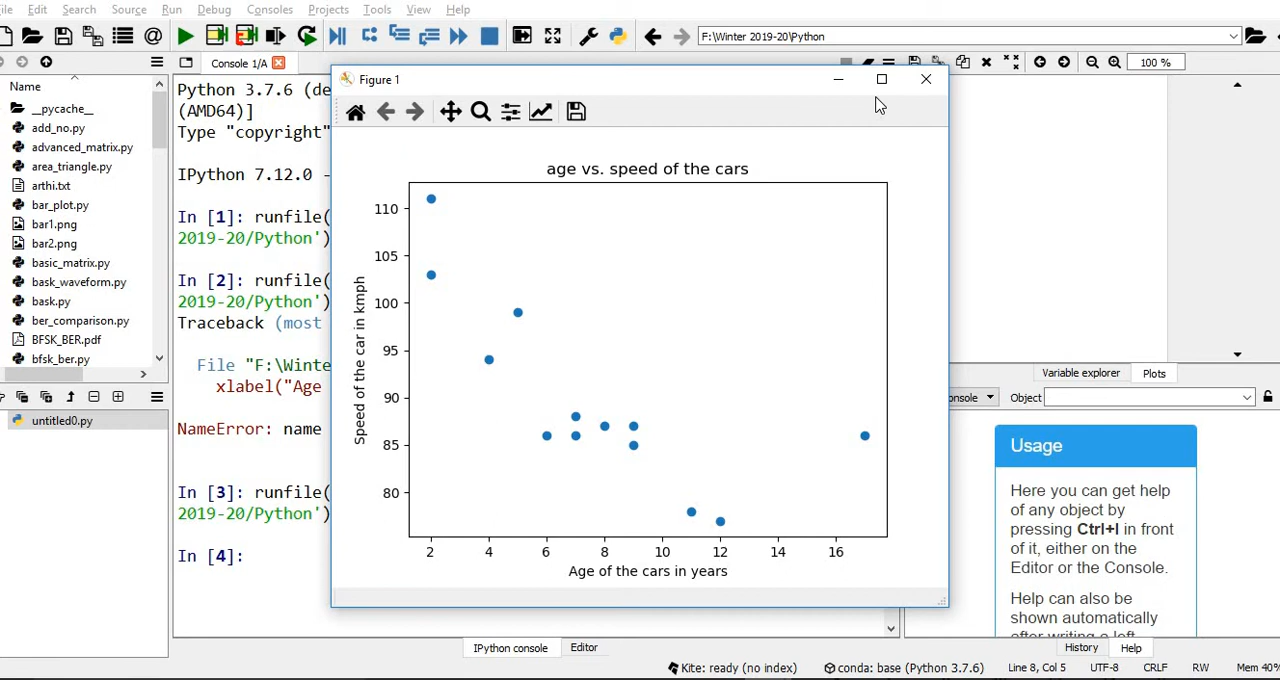 ile Edit Search Source Run Debug Consoles Projects Tools View Help
F:\Winter 2019-20\Python
Console 1/A
100 %
Name
__pycache__
add_no.py
advanced_matrix.py
area_triangle.py
arthi.txt
bar_plot.py
bar1.png
bar2.png
basic_matrix.py
bask_waveform.py
bask.py
ber_comparison.py
BFSK_BER.pdf
bfsk_ber.py
untitled0.py
Python 3.7.6 (de
(AMD64)]
Type "copyright"
IPython 7.12.0 -
In [1]: runfile(
2019-20/Python')
In [2]: runfile(
2019-20/Python')
Traceback (most
File "F:\Winte
xlabel("Age
NameError: name
In [3]: runfile(
2019-20/Python')
In [4]:
Figure 1
age vs. speed of the cars
Speed of the car in kmph
110
105
100
95
90
85
80
2 4 6 8 10 12 14 16
Age of the cars in years
Variable explorer Plots
onsole Object
Usage
Here you can get help
of any object by
pressing Ctrl+I in front
of it, either on the
Editor or the Console.
Help can also be
shown automatically
after writing a left
IPython console Editor
History Help
Kite: ready (no index) conda: base (Python 3.7.6) Line 8, Col 5 UTF-8 CRLF RW Mem 40%